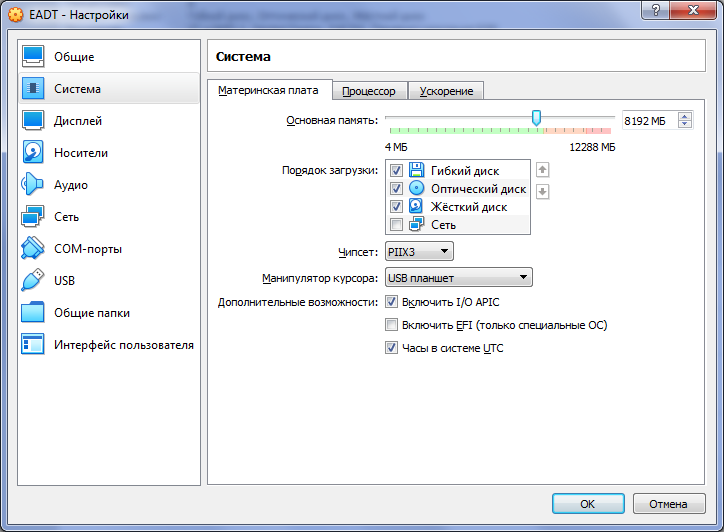 EADT - Настройки
Общие
Система
Дисплей
Носители
Аудио
Сеть
COM-порты
USB
Общие папки
Интерфейс пользователя
Система
Материнская плата Процессор Ускорение
Основная память: 8192 МБ
4 МБ 12288 МБ
Порядок загрузки: Гибкий диск
Оптический диск
Жёсткий диск
Сеть
Чипсет: PIIX3
Манипулятор курсора: USB планшет
Дополнительные возможности: Включить I/O APIC
Включить EFI (только специальные ОС)
Часы в системе UTC
OK Отмена